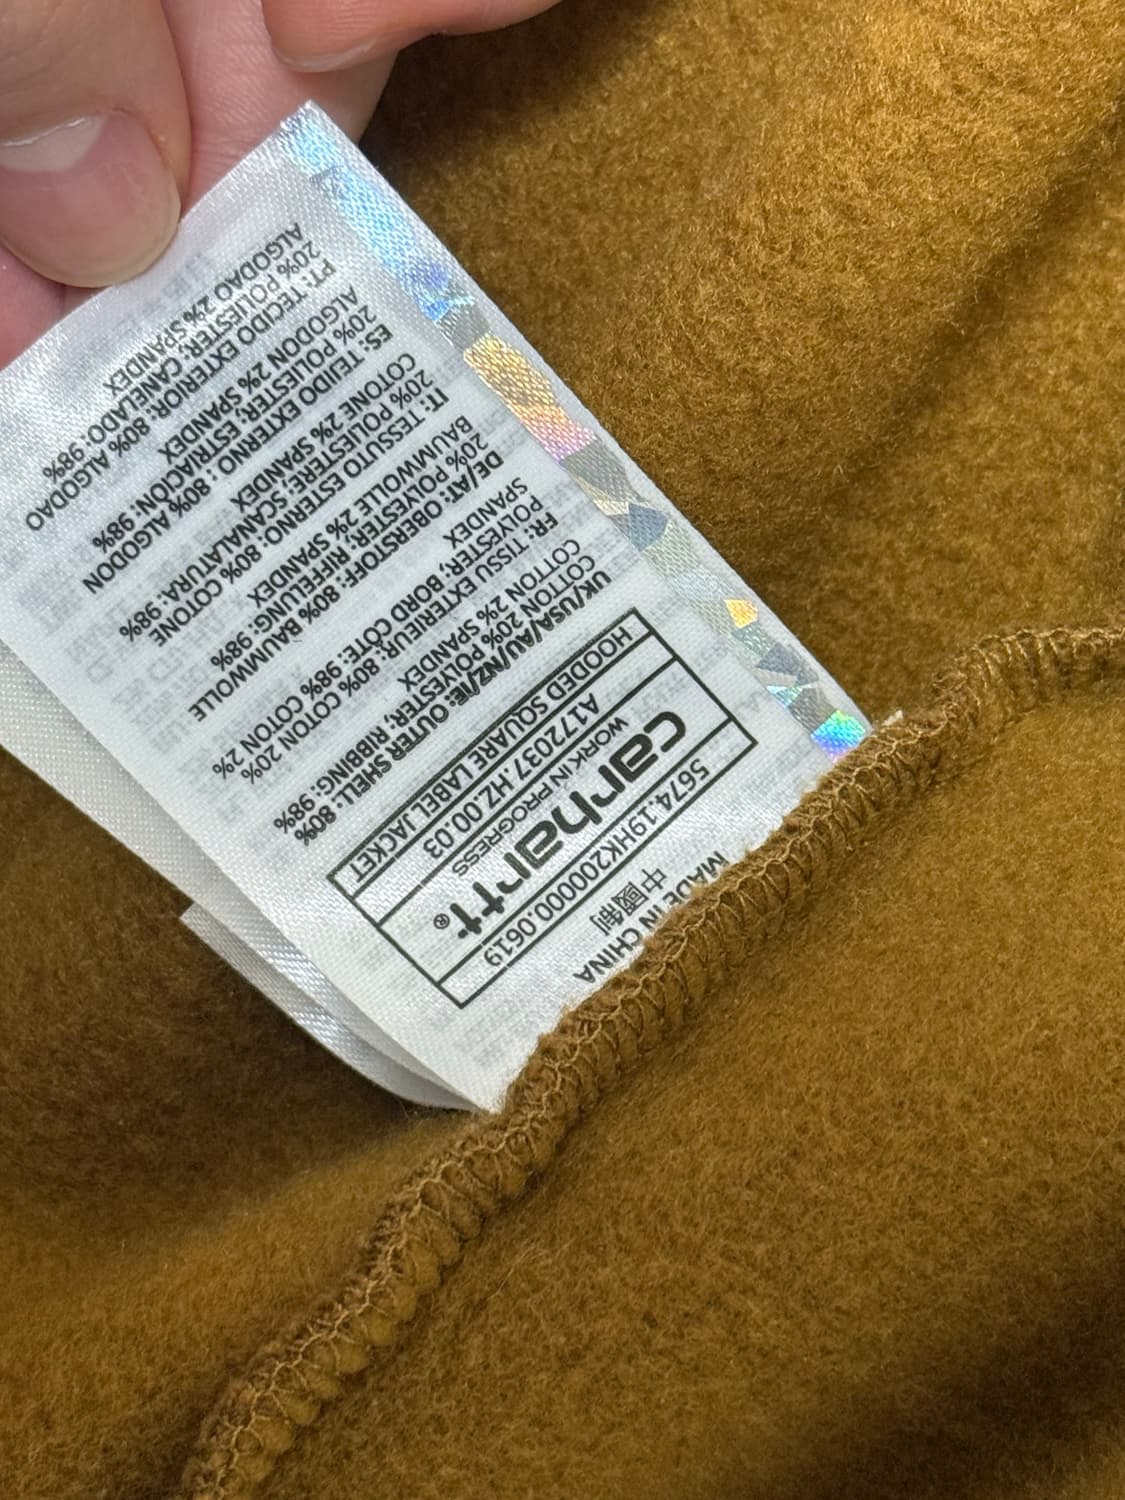 MADE IN CHINA
中國制
5674.19HK200000.0619
carhartt®
WORK IN PROGRESS
A1772037.HZ.00.03
HOODED SQUARE LABEL JACKET
UK/USA/AU/NZ/IE: OUTER SHELL: 80%
COTTON 20% POLYESTER, RIBBING: 98%
COTTON 2% SPANDEX
FR: TISSU EXTERIEUR: 80% COTON 20%
POLYESTER; BORD COTE: 98% COTON 2%
SPANDEX
DE/AT: OBERSTOFF: 80% BAUMWOLLE
20% POLYESTER: RIFFELUNG: 98%
BAUMWOLLE 2% SPANDEX
IT: TESSUTO ESTERNO: 80% COTONE
20% POLIESTERE: SCANALATURA: 98%
COTONE 2% SPANDEX
ES: TEJIDO EXTERNO : 80% ALGODON
20% POLIESTER: ESTRIACIÓN: 98%
ALGODON 2% SPANDEX
PT: TECIDO EXTERIOR: 80% ALGODAO
20% POLIESTER: CANELADO: 98%
ALGODAO 2% SPANDEX